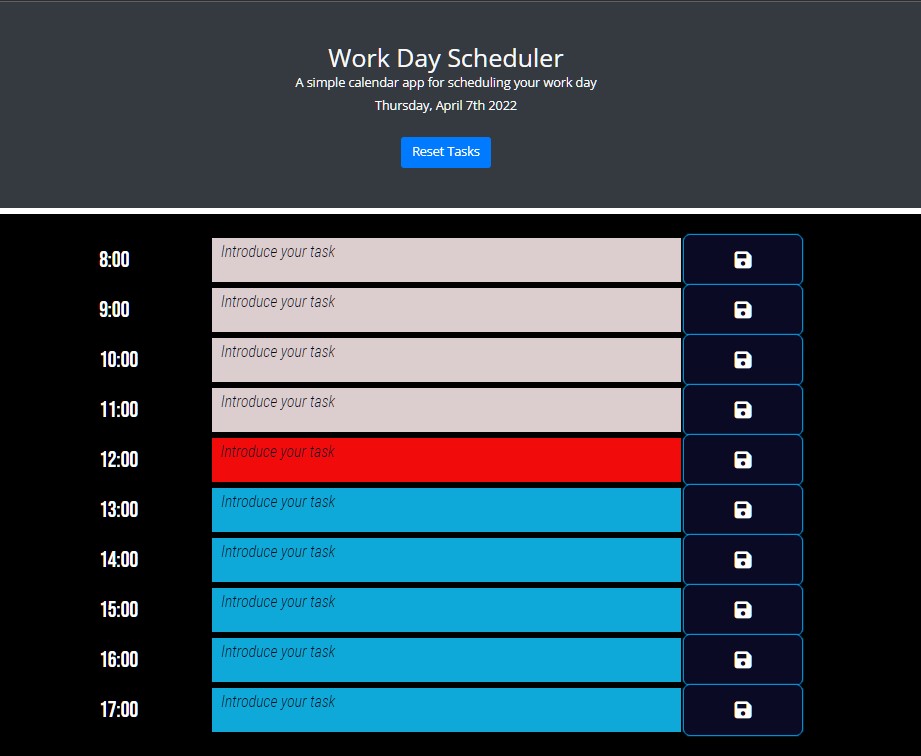 Work Day Scheduler
A simple calendar app for scheduling your work day
Thursday, April 7th 2022
Reset Tasks
8:00 Introduce your task
9:00 Introduce your task
10:00 Introduce your task
11:00 Introduce your task
12:00 Introduce your task
13:00 Introduce your task
14:00 Introduce your task
15:00 Introduce your task
16:00 Introduce your task
17:00 Introduce your task